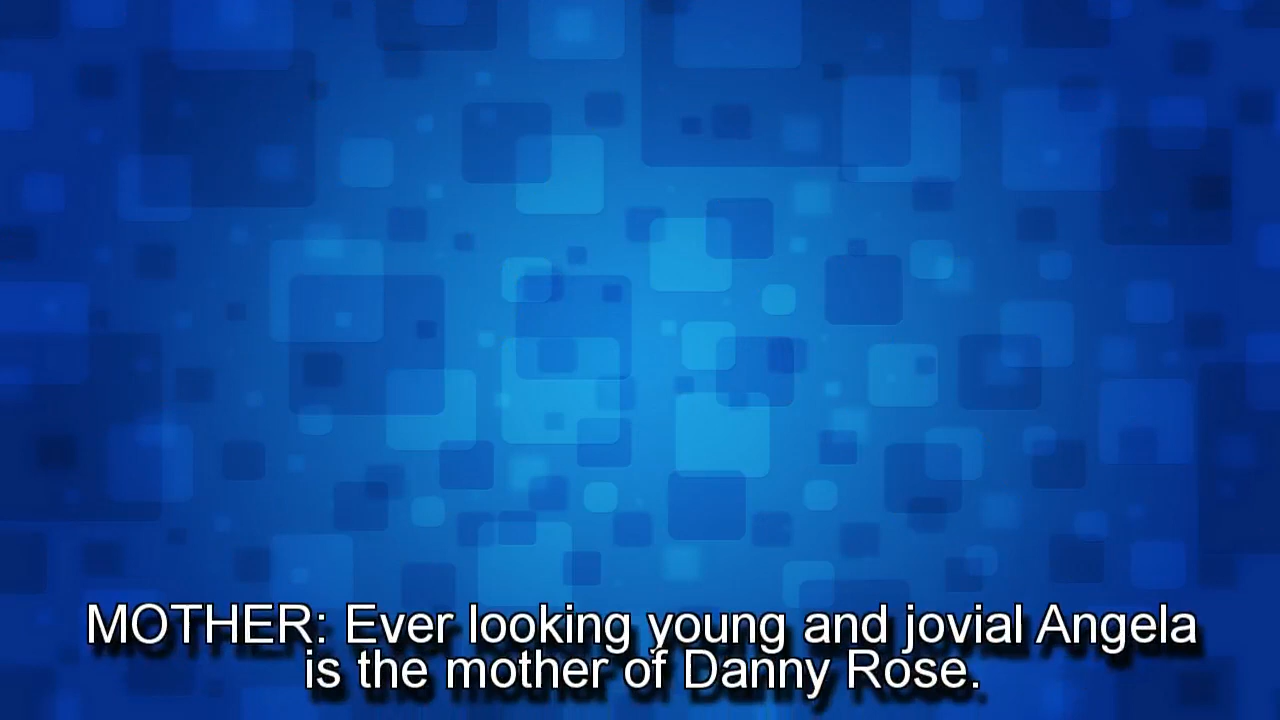 MOTHER: Ever looking young and jovial Angela
is the mother of Danny Rose.